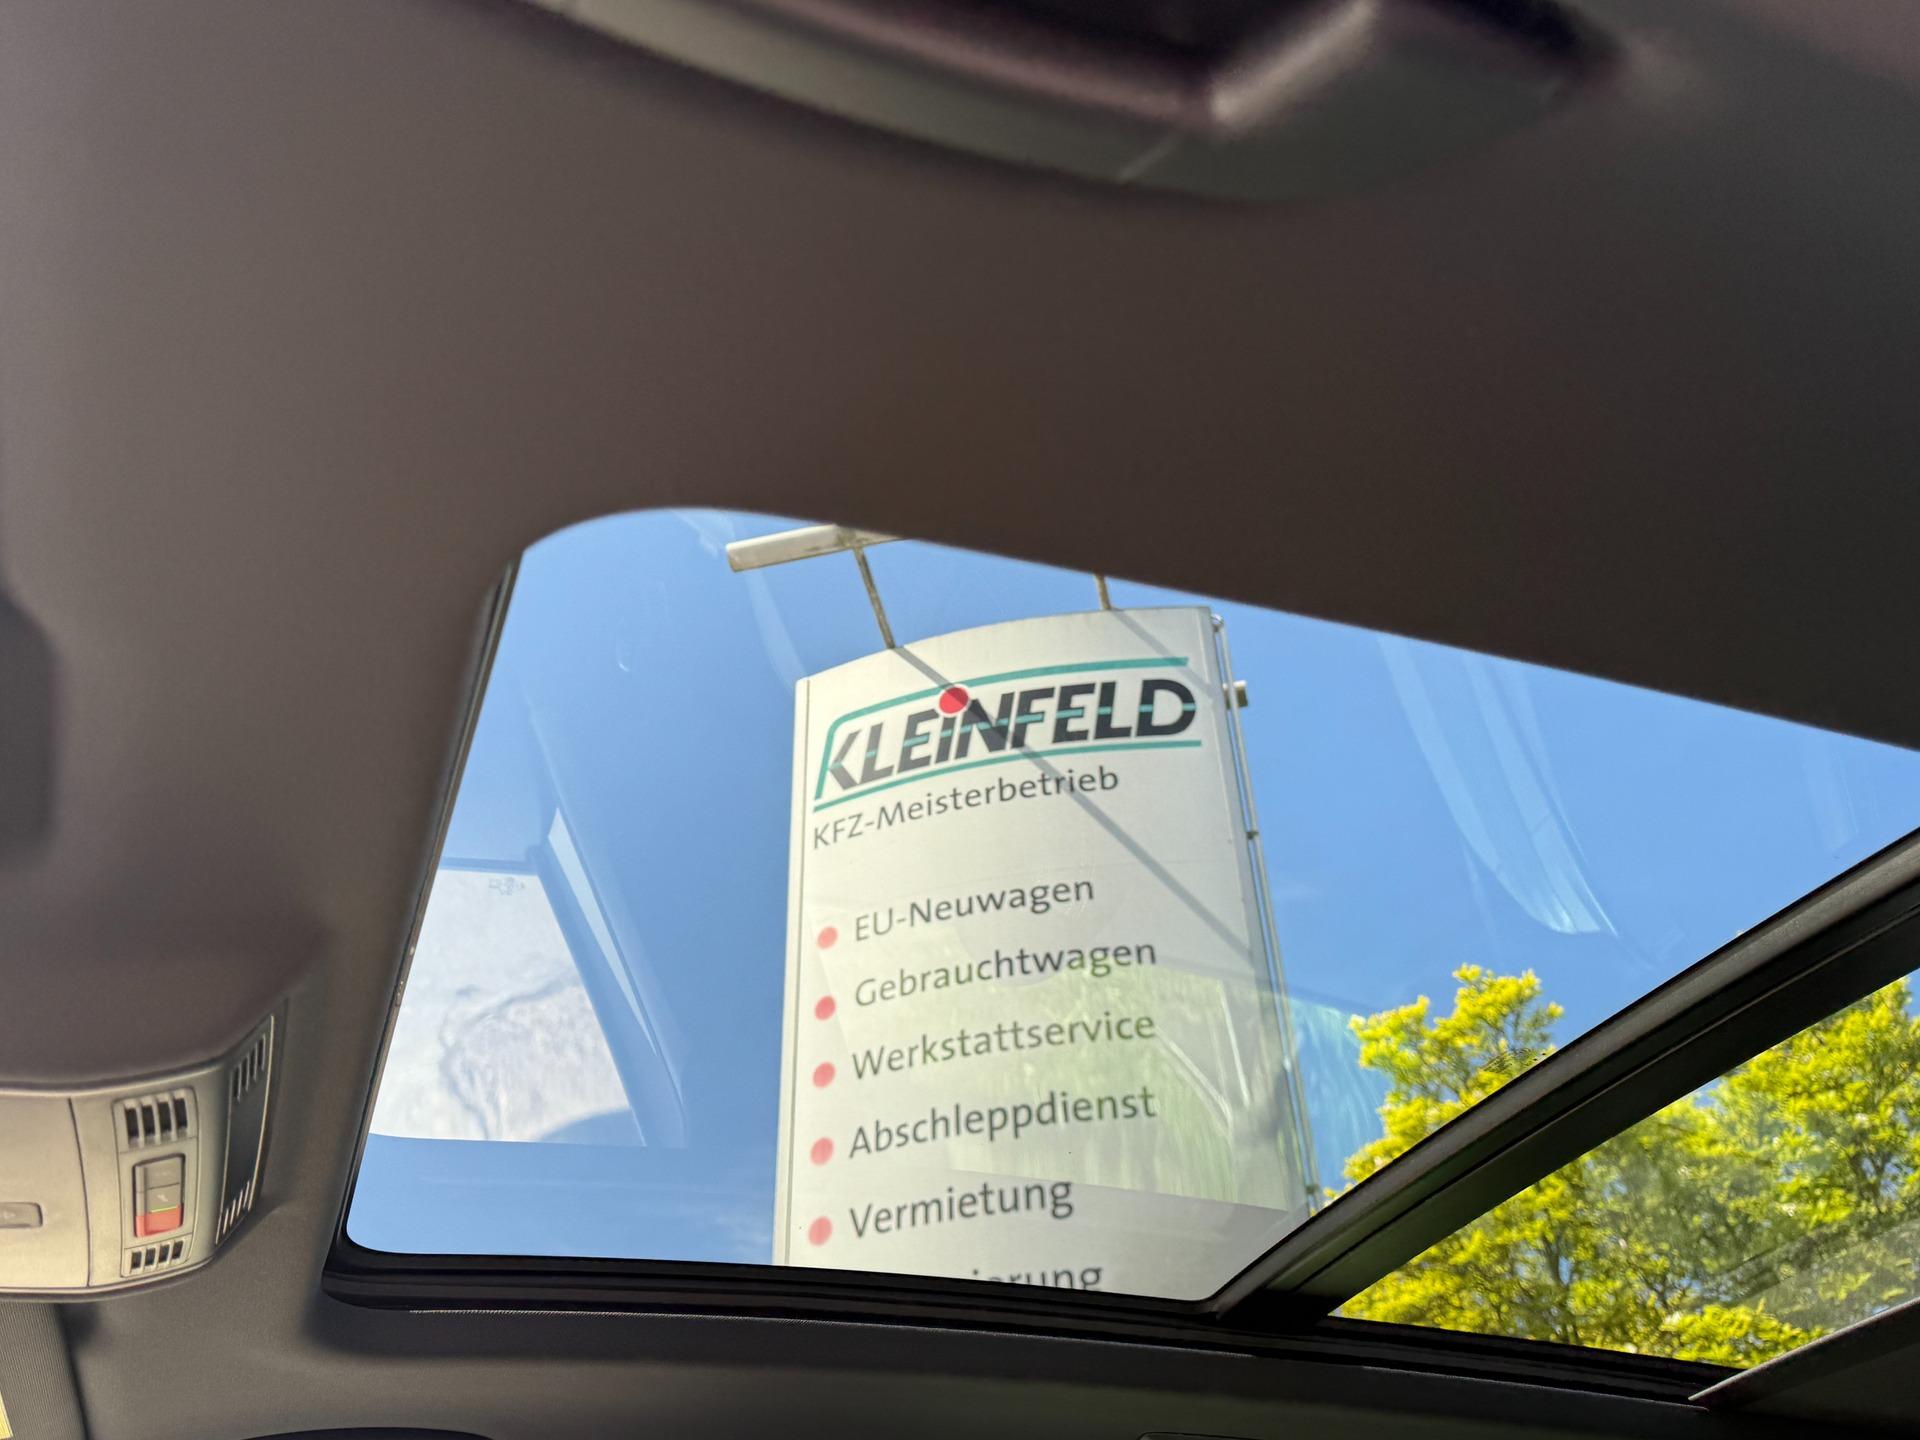 KLEiNFELD
KFZ-Meisterbetrieb
EU-Neuwagen
Gebrauchtwagen
Werkstattservice
Abschleppdienst
Vermietung